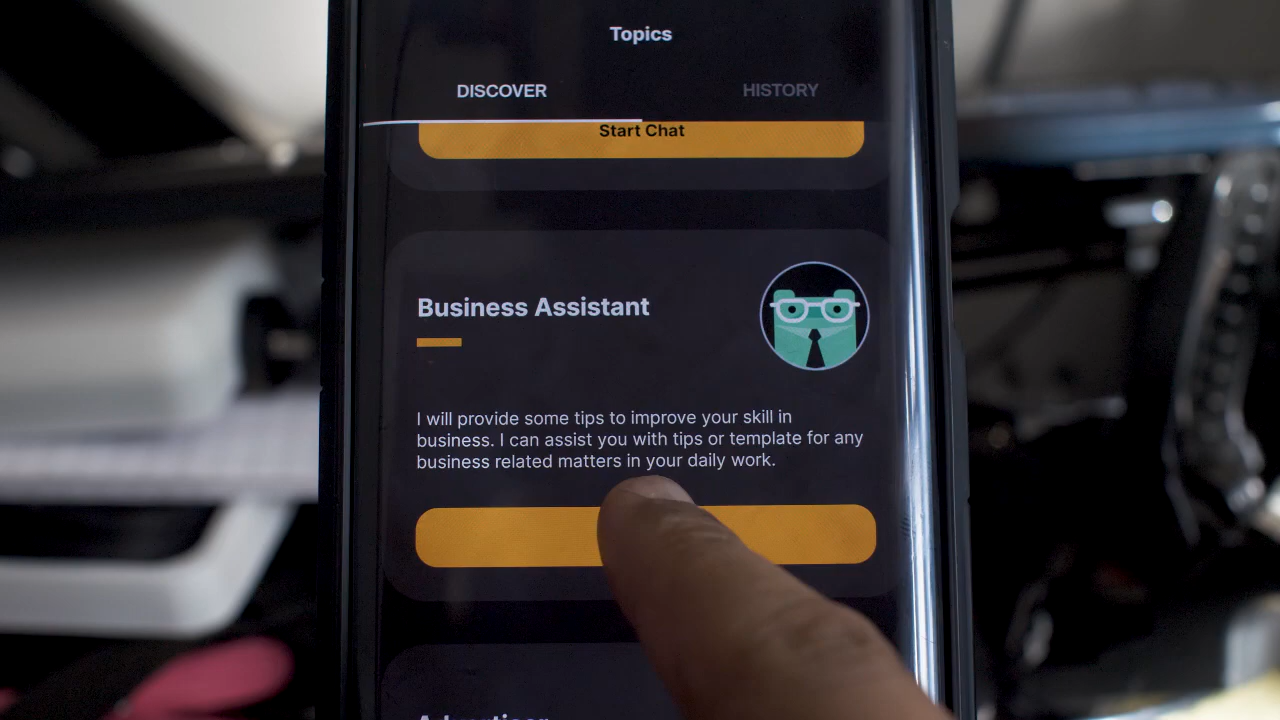 Topics
DISCOVER
HISTORY
Start Chat
Business Assistant
I will provide some tips to improve your skill in
business. I can assist you with tips or template for any
business related matters in your daily work.